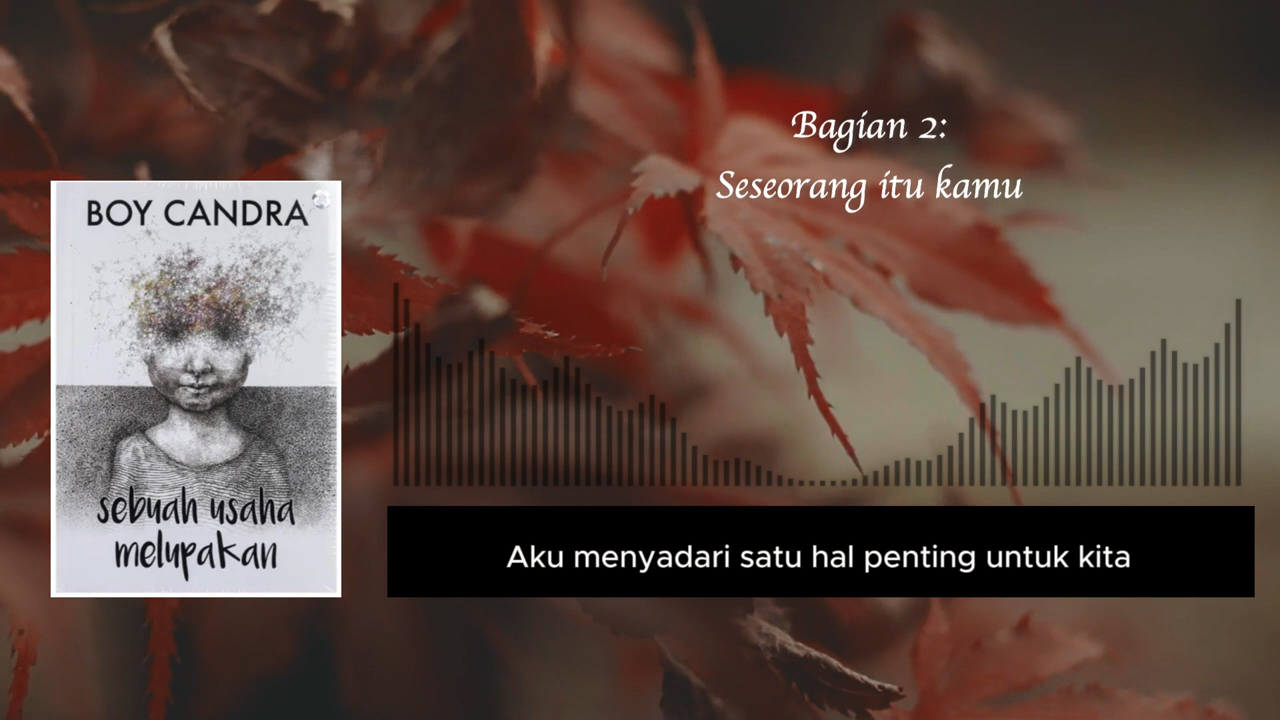 Bagian 2:
Seseorang itu kamu
BOY CANDRA
sebuah usaha
melupakan
Aku menyadari satu hal penting untuk kita